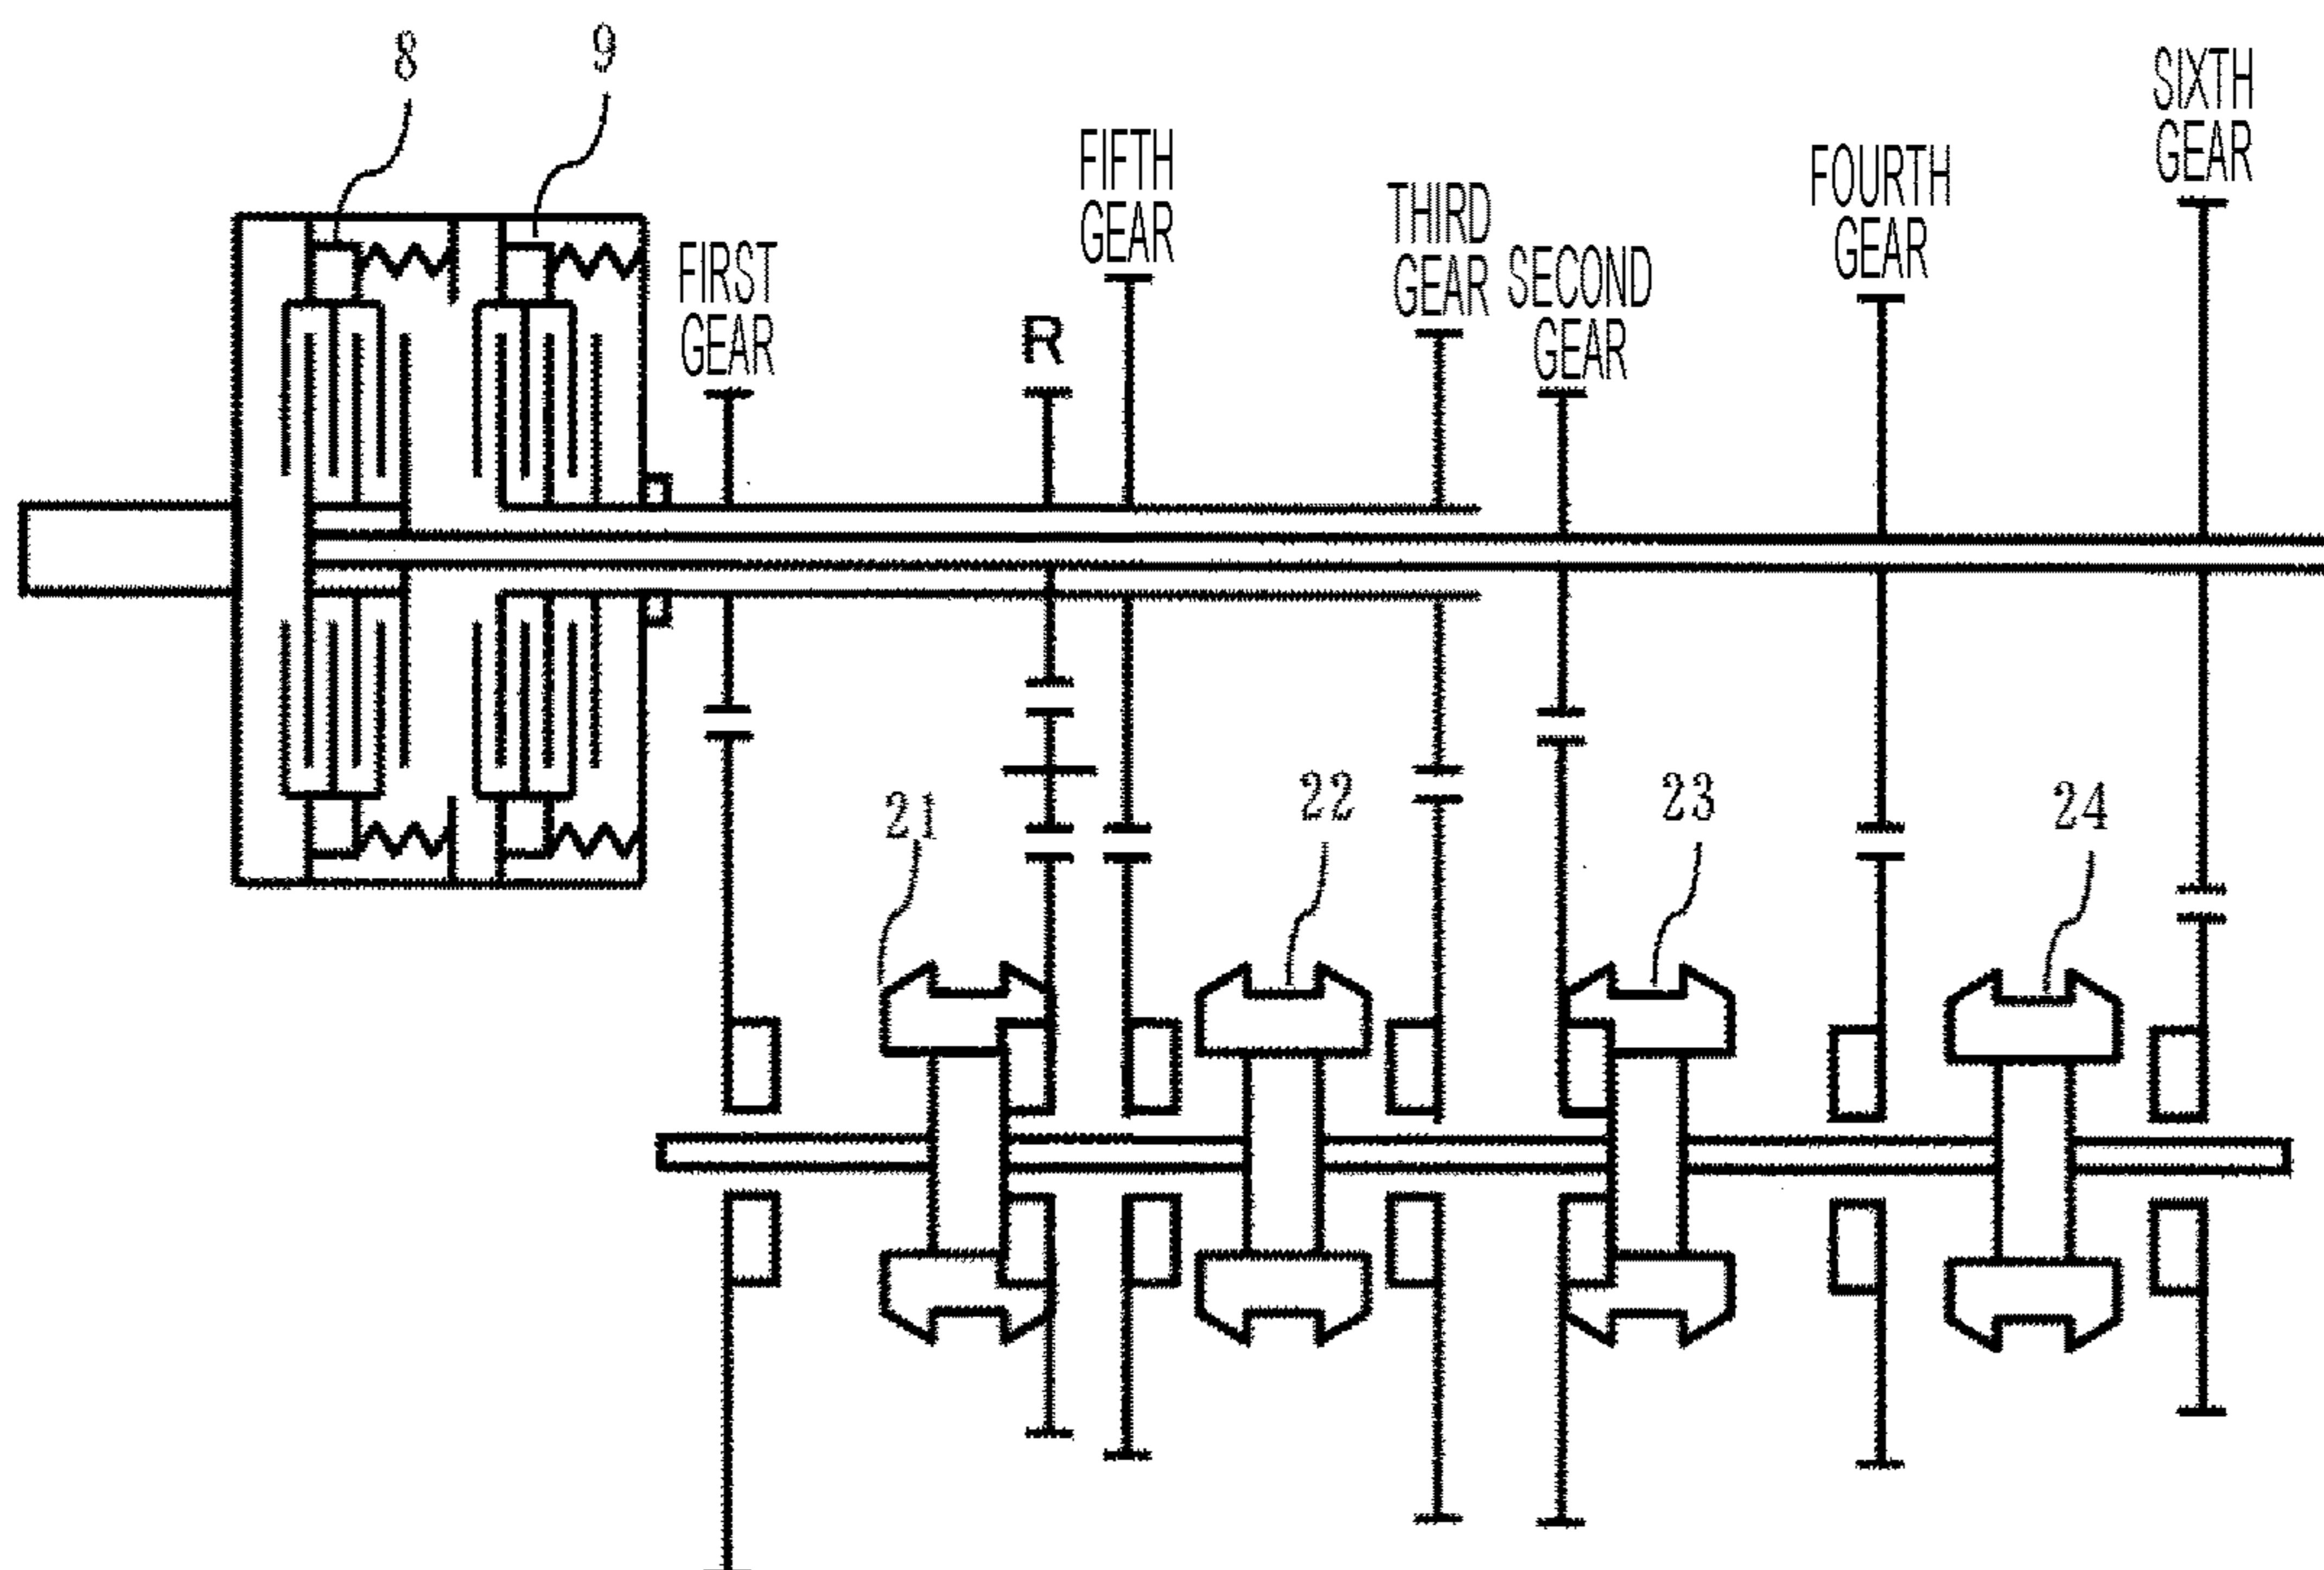 8
9
SIXTH
GEAR
FIFTH
GEAR
FOURTH
GEAR
THIRD
GEAR
FIRST
GEAR
SECOND
GEAR
R
21
22
23
24